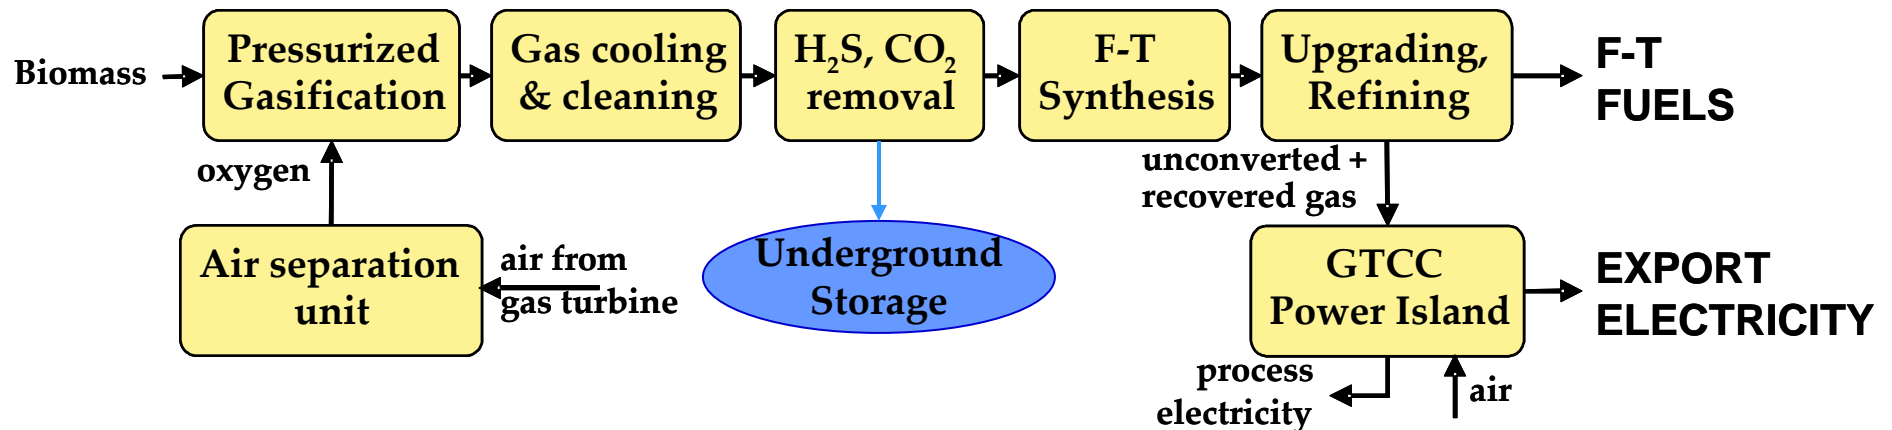 Biomass
Pressurized
Gasification
Gas cooling
& cleaning
H₂S, CO₂
removal
F-T
Synthesis
Upgrading,
Refining
F-T
FUELS
oxygen
unconverted +
recovered gas
Air separation
unit
air from
gas turbine
Underground
Storage
GTCC
Power Island
EXPORT
ELECTRICITY
process
electricity
air